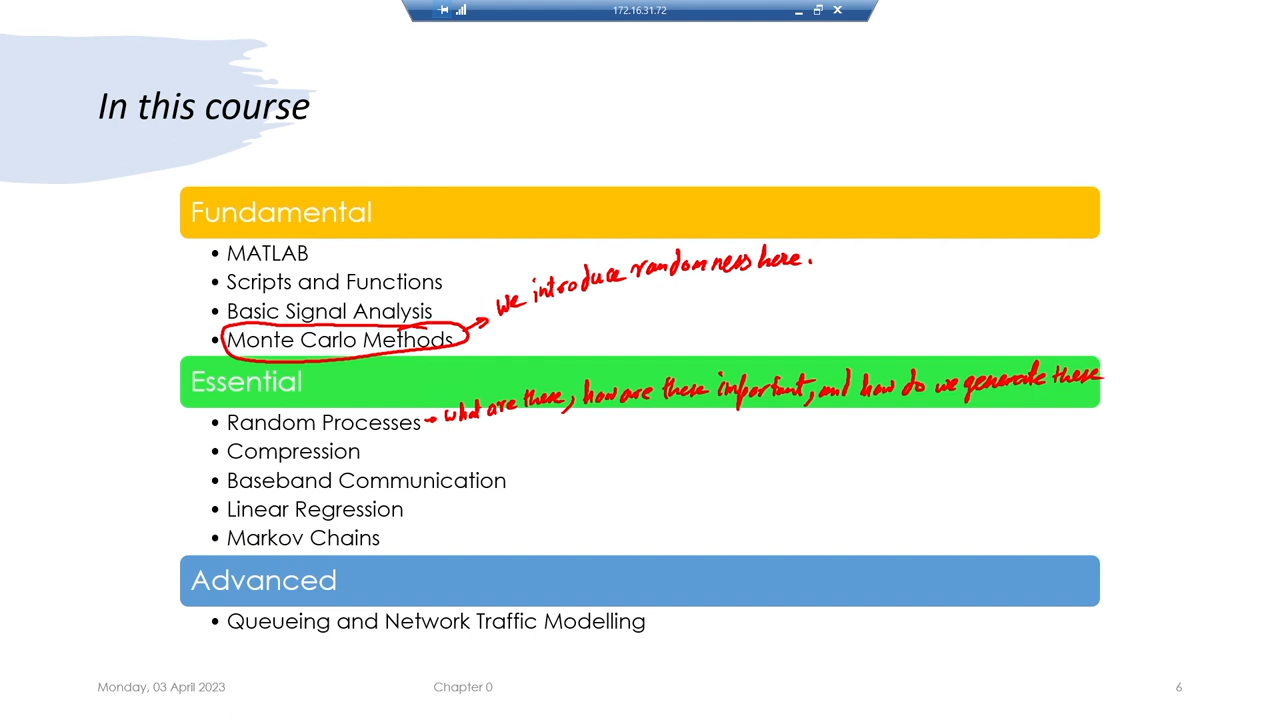 172.16.31.72
In this course
Fundamental
• MATLAB
• Scripts and Functions
• Basic Signal Analysis
• Monte Carlo Methods
we introduce randomness here.
Essential
what are these, how are these important, and how do we generate these
• Random Processes
• Compression
• Baseband Communication
• Linear Regression
• Markov Chains
Advanced
• Queueing and Network Traffic Modelling
Monday, 03 April 2023
Chapter 0
6